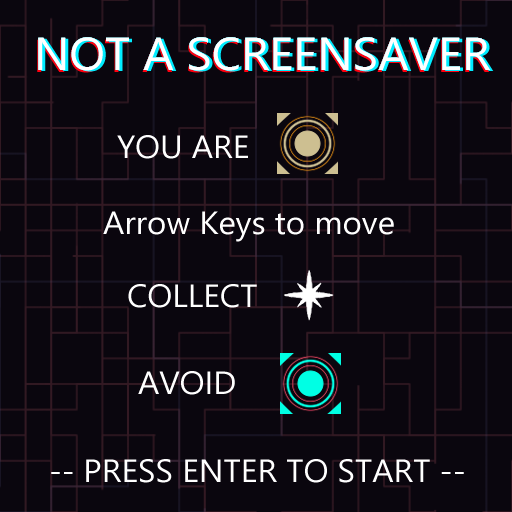 NOT A SCREENSAVER
YOU ARE
Arrow Keys to move
COLLECT
AVOID
-- PRESS ENTER TO START --